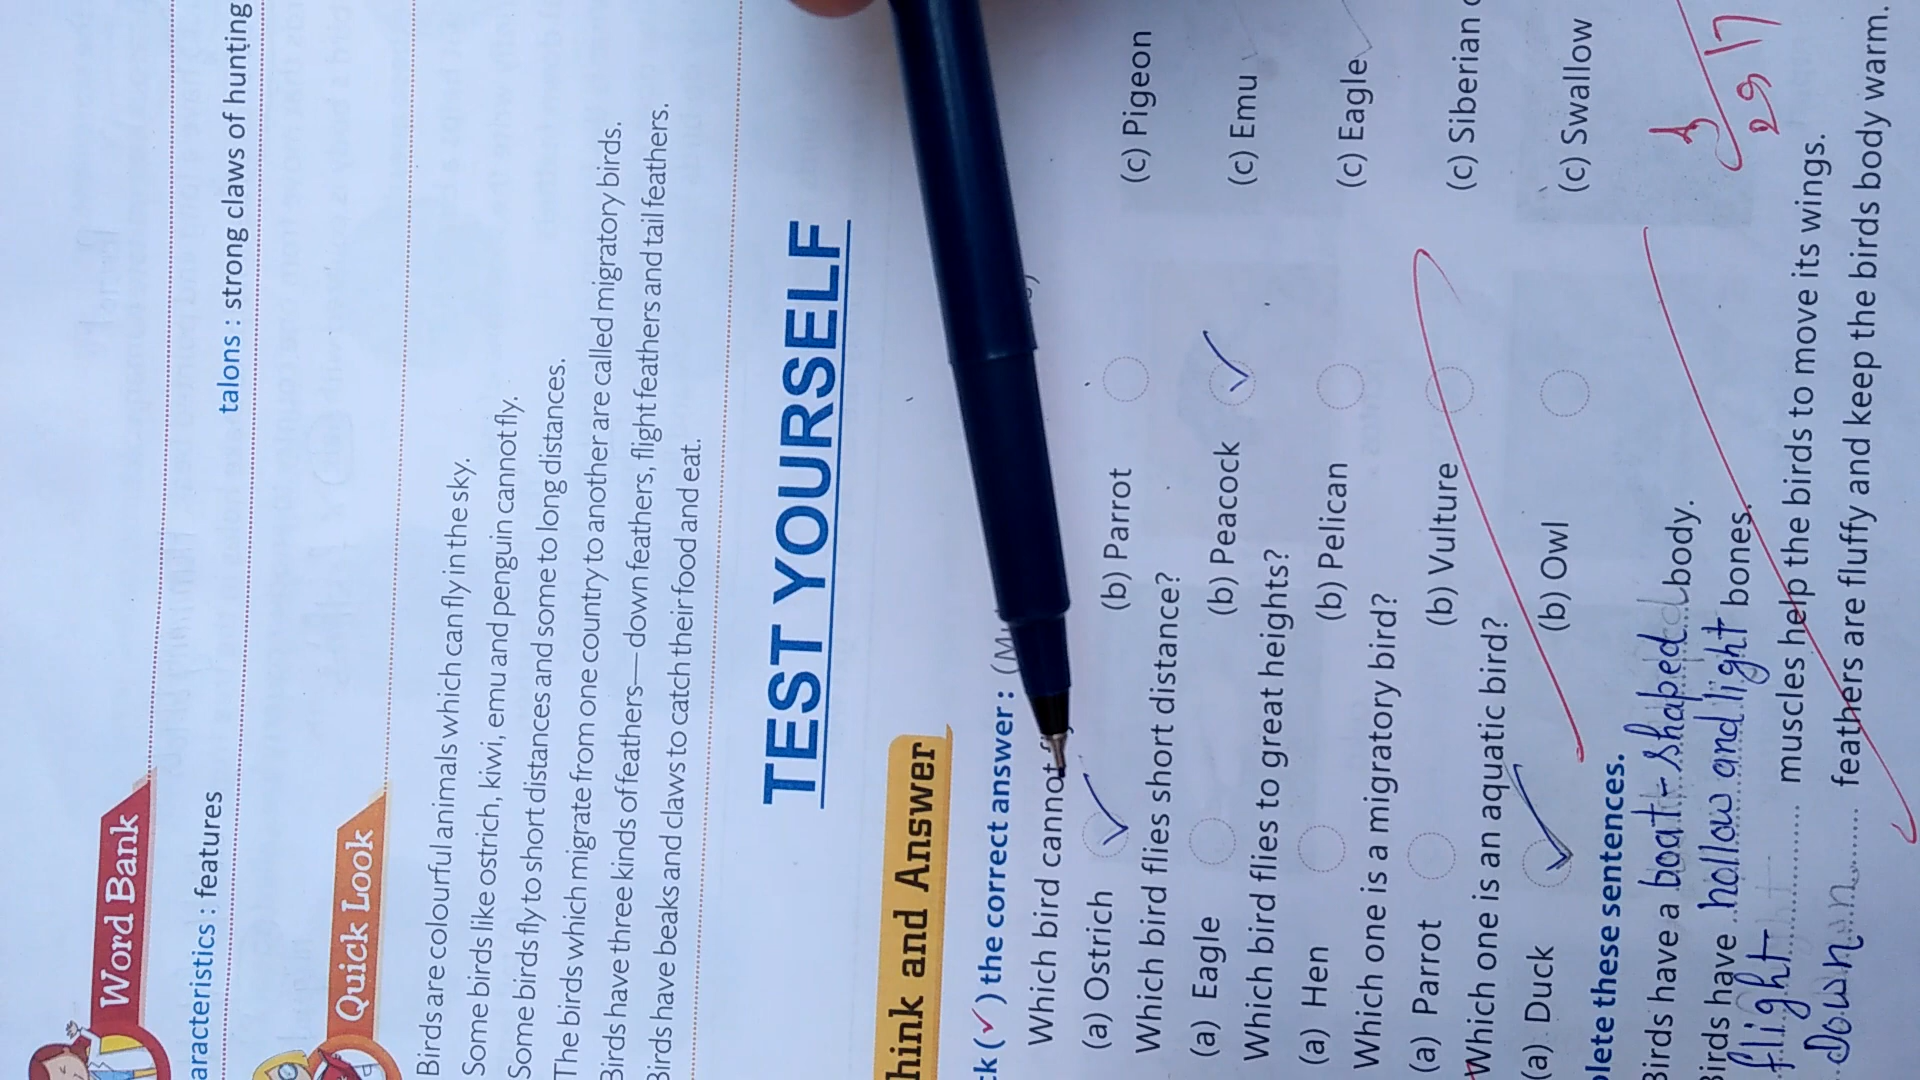 Word Bank
aracteristics : features
talons : strong claws of hunting
Quick Look
Birds are colourful animals which can fly in the sky.
Some birds like ostrich, kiwi, emu and penguin cannot fly.
Some birds fly to short distances and some to long distances.
The birds which migrate from one country to another are called migratory birds.
Birds have three kinds of feathers—down feathers, flight feathers and tail feathers.
Birds have beaks and claws to catch their food and eat.
TEST YOURSELF
hink and Answer
ck (✓) the correct answer :
Which bird cannot
(a) Ostrich ✓ (b) Parrot (c) Pigeon
Which bird flies short distance?
(a) Eagle (b) Peacock ✓ (c) Emu
Which bird flies to great heights?
(a) Hen (b) Pelican (c) Eagle
Which one is a migratory bird?
(a) Parrot (b) Vulture (c) Siberian
Which one is an aquatic bird?
(a) Duck ✓ (b) Owl (c) Swallow
plete these sentences.
Birds have a boat-shaped body.
Birds have hollow and light bones.
flight muscles help the birds to move its wings.
Down feathers are fluffy and keep the birds body warm.